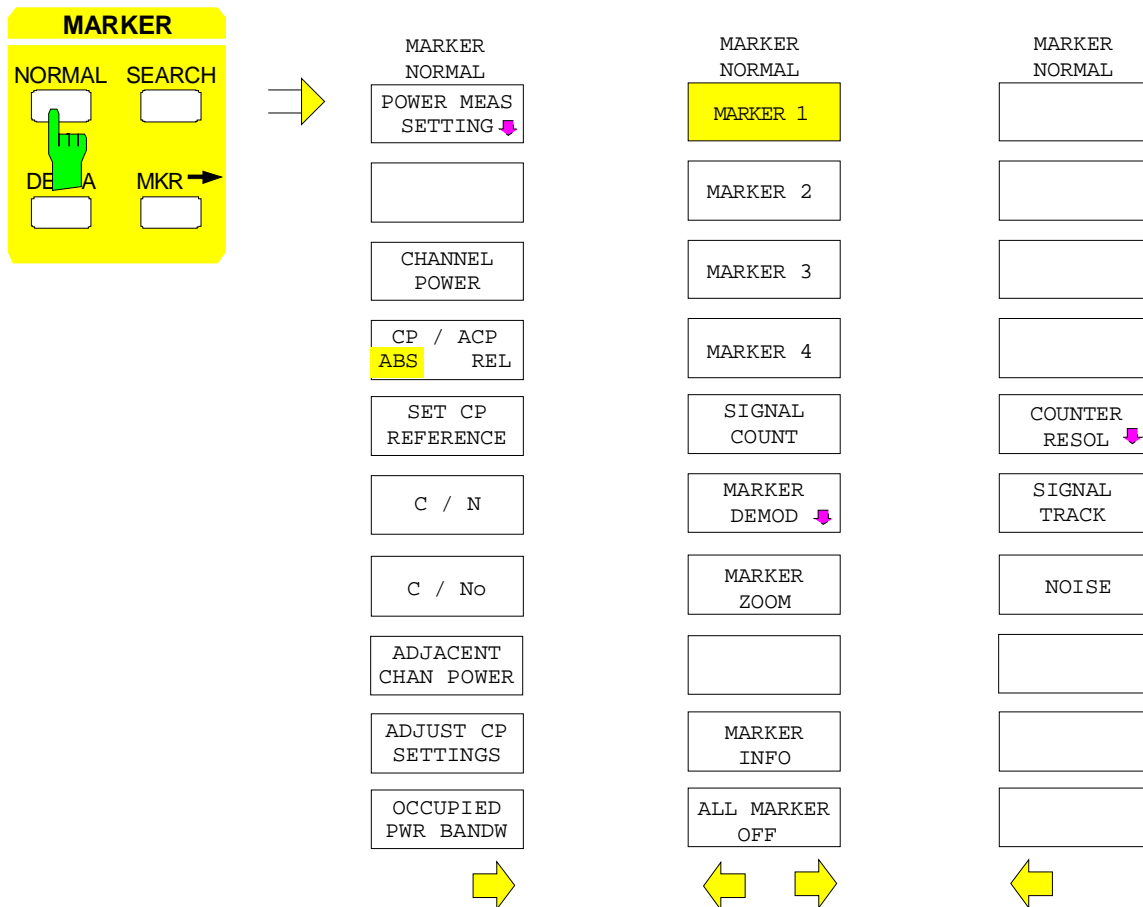 MARKER
NORMAL SEARCH
MKR
MARKER
NORMAL
POWER MEAS
SETTING
CHANNEL
POWER
CP / ACP
ABS REL
SET CP
REFERENCE
C / N
C / No
ADJACENT
CHAN POWER
ADJUST CP
SETTINGS
OCCUPIED
PWR BANDW
MARKER
NORMAL
MARKER 1
MARKER 2
MARKER 3
MARKER 4
SIGNAL
COUNT
MARKER
DEMOD
MARKER
ZOOM
MARKER
INFO
ALL MARKER
OFF
MARKER
NORMAL
COUNTER
RESOL
SIGNAL
TRACK
NOISE